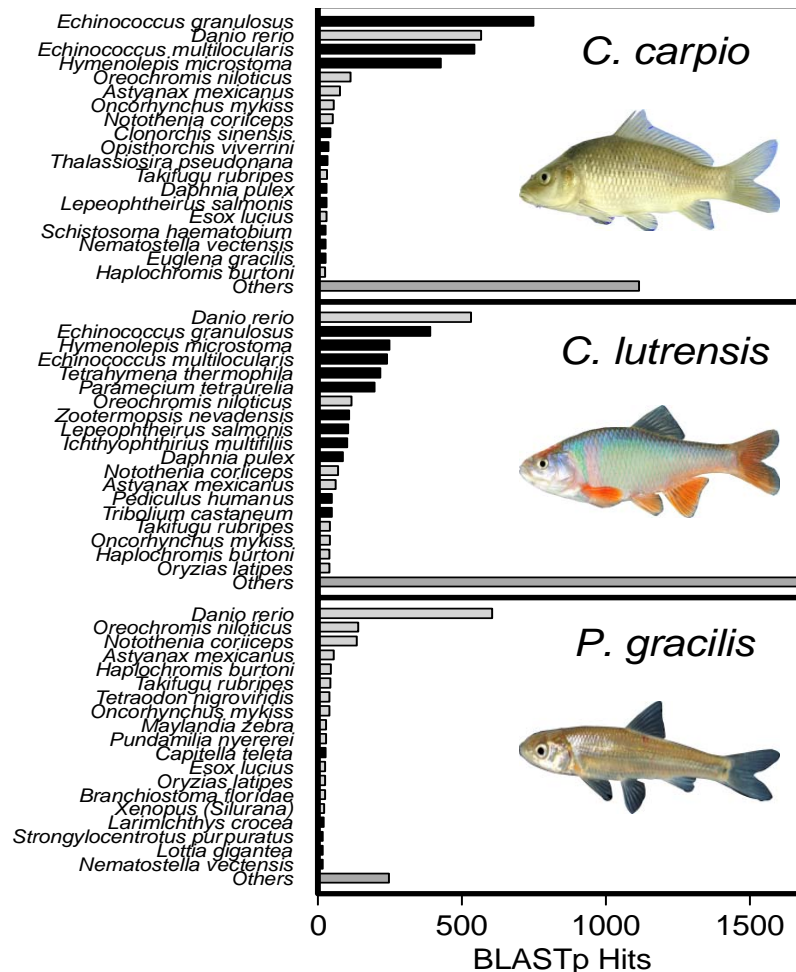 Echinococcus granulosus
Danio rerio
Echinococcus multilocularis
Hymenolepis microstoma
Oreochromis niloticus
Astyanax mexicanus
Oncorhynchus mykiss
Notothenia coriiceps
Clonorchis sinensis
Opisthorchis viverrini
Thalassiosira pseudonana
Takifugu rubripes
Daphnia pulex
Lepeophtheirus salmonis
Esox lucius
Schistosoma haematobium
Nematostella vectensis
Euglena gracilis
Haplochromis burtoni
Others
C. carpio
Danio rerio
Echinococcus granulosus
Hymenolepis microstoma
Echinococcus multilocularis
Tetrahymena thermophila
Paramecium tetraurelia
Oreochromis niloticus
Zootermopsis nevadensis
Lepeophtheirus salmonis
Ichthyophthirius multifiliis
Daphnia pulex
Notothenia coriiceps
Astyanax mexicanus
Pediculus humanus
Tribolium castaneum
Takifugu rubripes
Oncorhynchus mykiss
Haplochromis burtoni
Oryzias latipes
Others
C. lutrensis
Danio rerio
Oreochromis niloticus
Notothenia coriiceps
Astyanax mexicanus
Haplochromis burtoni
Takifugu rubripes
Tetraodon nigroviridis
Oncorhynchus mykiss
Maylandia zebra
Pundamilia nyererei
Capitella teleta
Esox lucius
Oryzias latipes
Branchiostoma floridae
Xenopus (Silurana)
Larimichthys crocea
Strongylocentrotus purpuratus
Lottia gigantea
Nematostella vectensis
Others
P. gracilis
0 500 1000 1500
BLASTp Hits